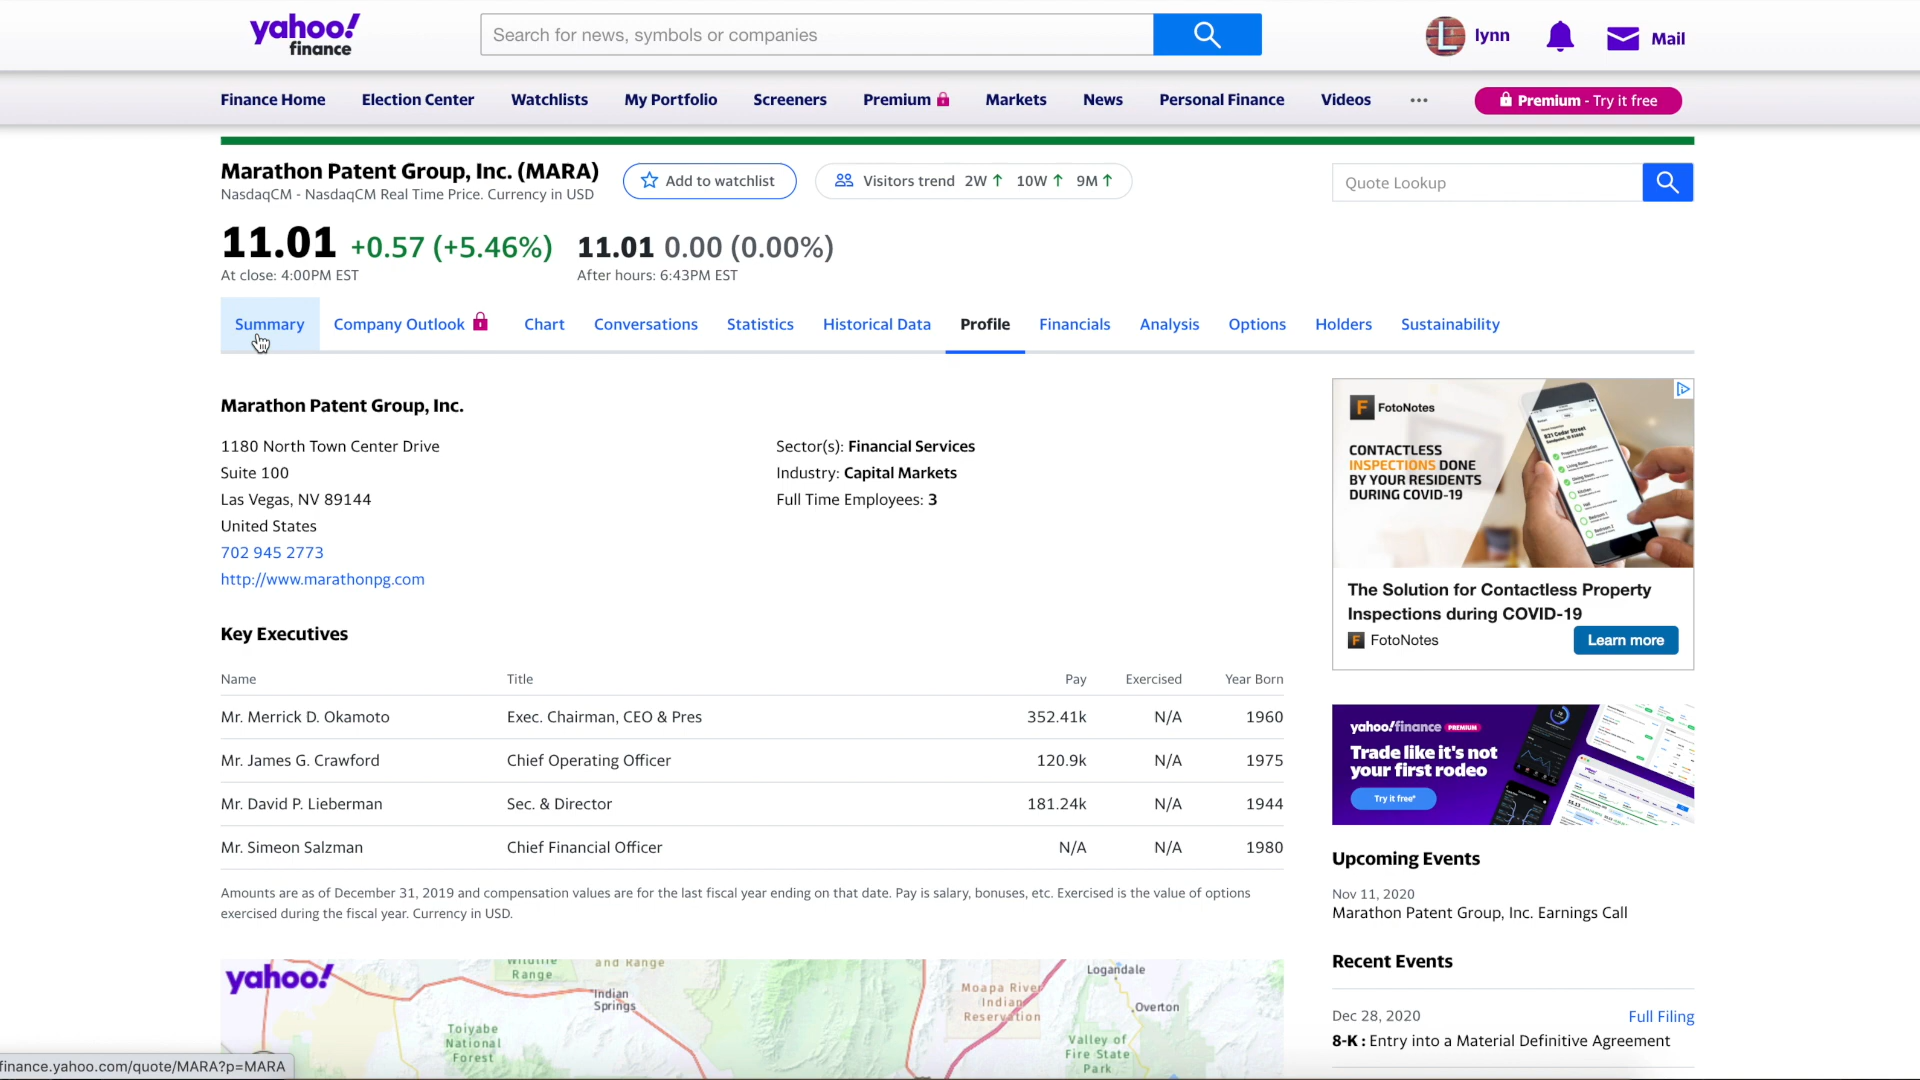 yahoo!
finance
Search for news, symbols or companies
lynn
Mail
Finance Home
Election Center
Watchlists
My Portfolio
Screeners
Premium
Markets
News
Personal Finance
Videos
Premium - Try it free
Marathon Patent Group, Inc. (MARA)
NasdaqCM - NasdaqCM Real Time Price. Currency in USD
Add to watchlist
Visitors trend 2W ↑ 10W ↑ 9M ↑
Quote Lookup
11.01 +0.57 (+5.46%)
At close: 4:00PM EST
11.01 0.00 (0.00%)
After hours: 6:43PM EST
Summary
Company Outlook
Chart
Conversations
Statistics
Historical Data
Profile
Financials
Analysis
Options
Holders
Sustainability
Marathon Patent Group, Inc.
1180 North Town Center Drive
Suite 100
Las Vegas, NV 89144
United States
702 945 2773
http://www.marathonpg.com
Sector(s): Financial Services
Industry: Capital Markets
Full Time Employees: 3
Key Executives
Name Title Pay Exercised Year Born
Mr. Merrick D. Okamoto Exec. Chairman, CEO & Pres 352.41k N/A 1960
Mr. James G. Crawford Chief Operating Officer 120.9k N/A 1975
Mr. David P. Lieberman Sec. & Director 181.24k N/A 1944
Mr. Simeon Salzman Chief Financial Officer N/A N/A 1980
Amounts are as of December 31, 2019 and compensation values are for the last fiscal year ending on that date. Pay is salary, bonuses, etc. Exercised is the value of options
exercised during the fiscal year. Currency in USD.
yahoo!
Range
and Range
Indian
Springs
Toiyabe
National
Forest
Moapa River
Indian
Reservation
Logandale
Overton
Valley of
Fire State
Park
finance.yahoo.com/quote/MARA?p=MARA
FotoNotes
CONTACTLESS
INSPECTIONS DONE
BY YOUR RESIDENTS
DURING COVID-19
821 Cedar Street
The Solution for Contactless Property
Inspections during COVID-19
FotoNotes
Learn more
yahoo!finance PREMIUM
Trade like it's not
your first rodeo
Try it free*
Upcoming Events
Nov 11, 2020
Marathon Patent Group, Inc. Earnings Call
Recent Events
Dec 28, 2020
Full Filing
8-K : Entry into a Material Definitive Agreement